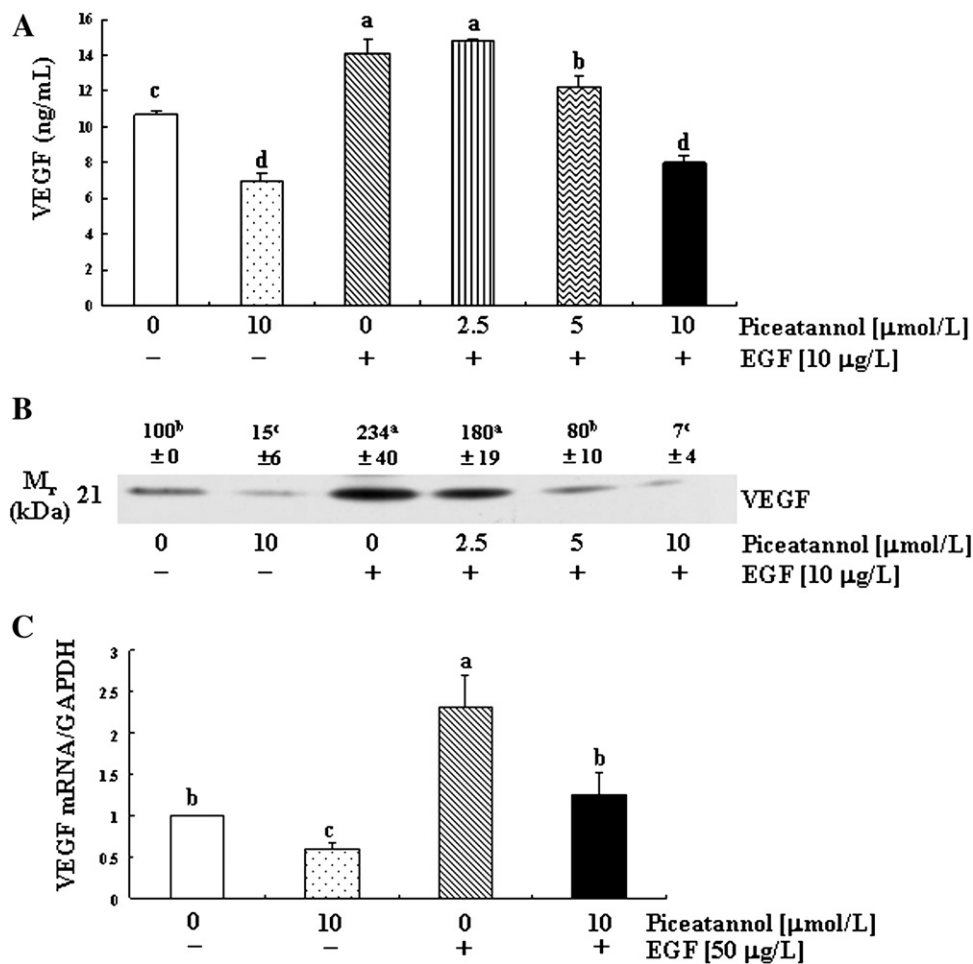 A
VEGF (ng/mL)
16
14
12
10
8
6
4
2
0
c
d
a
a
b
d
0 10 0 2.5 5 10 Piceatannol [μmol/L]
− − + + + + EGF [10 μg/L]
B
100ᵇ 15ᶜ 234ᵃ 180ᵃ 80ᵇ 7ᶜ
±0 ±6 ±40 ±19 ±10 ±4
Mᵣ (kDa) 21 VEGF
0 10 0 2.5 5 10 Piceatannol [μmol/L]
− − + + + + EGF [10 μg/L]
C
VEGF mRNA/GAPDH
3
2.5
2
1.5
1
0.5
0
b
c
a
b
0 10 0 10 Piceatannol [μmol/L]
− − + + EGF [50 μg/L]